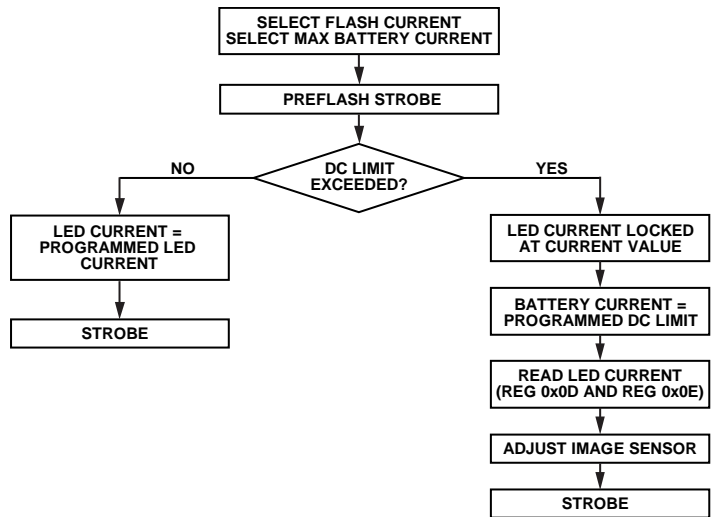 SELECT FLASH CURRENT
SELECT MAX BATTERY CURRENT
PREFLASH STROBE
DC LIMIT
EXCEEDED?
NO
YES
LED CURRENT =
PROGRAMMED LED
CURRENT
STROBE
LED CURRENT LOCKED
AT CURRENT VALUE
BATTERY CURRENT =
PROGRAMMED DC LIMIT
READ LED CURRENT
(REG 0x0D AND REG 0x0E)
ADJUST IMAGE SENSOR
STROBE